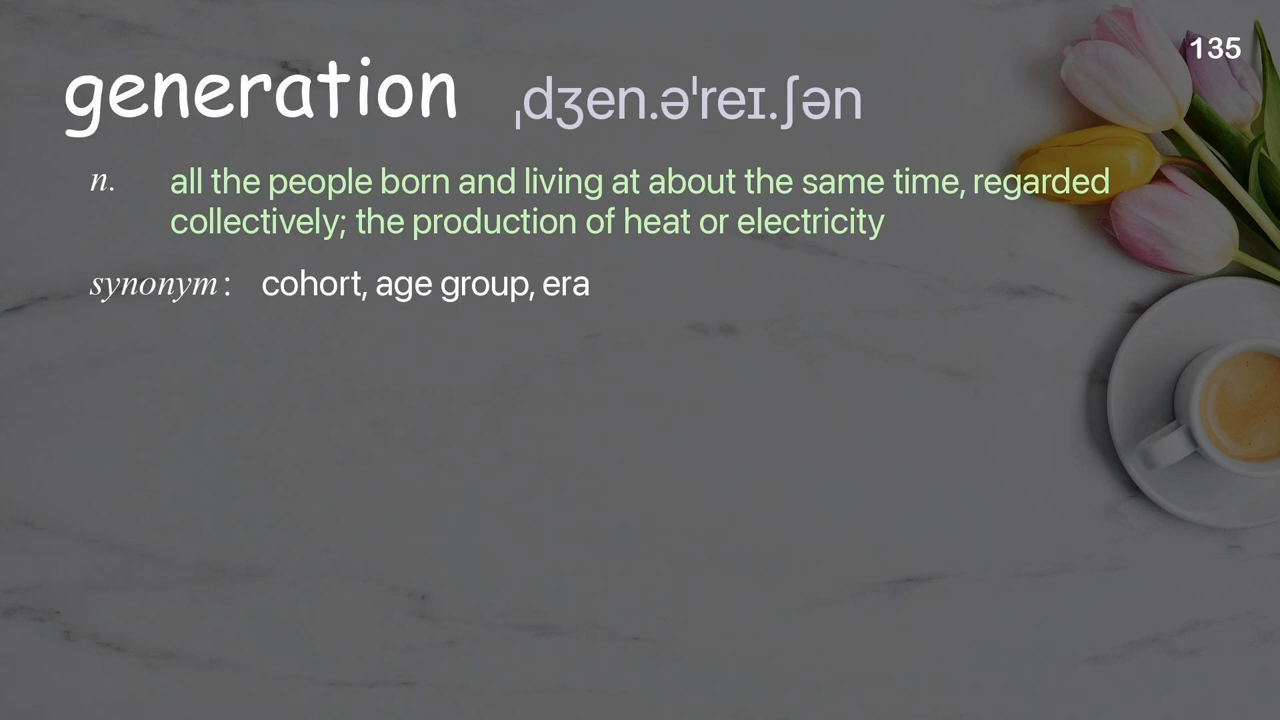 135
generation ˌdʒen.əˈreɪ.ʃən
n. all the people born and living at about the same time, regarded
collectively; the production of heat or electricity
synonym: cohort, age group, era